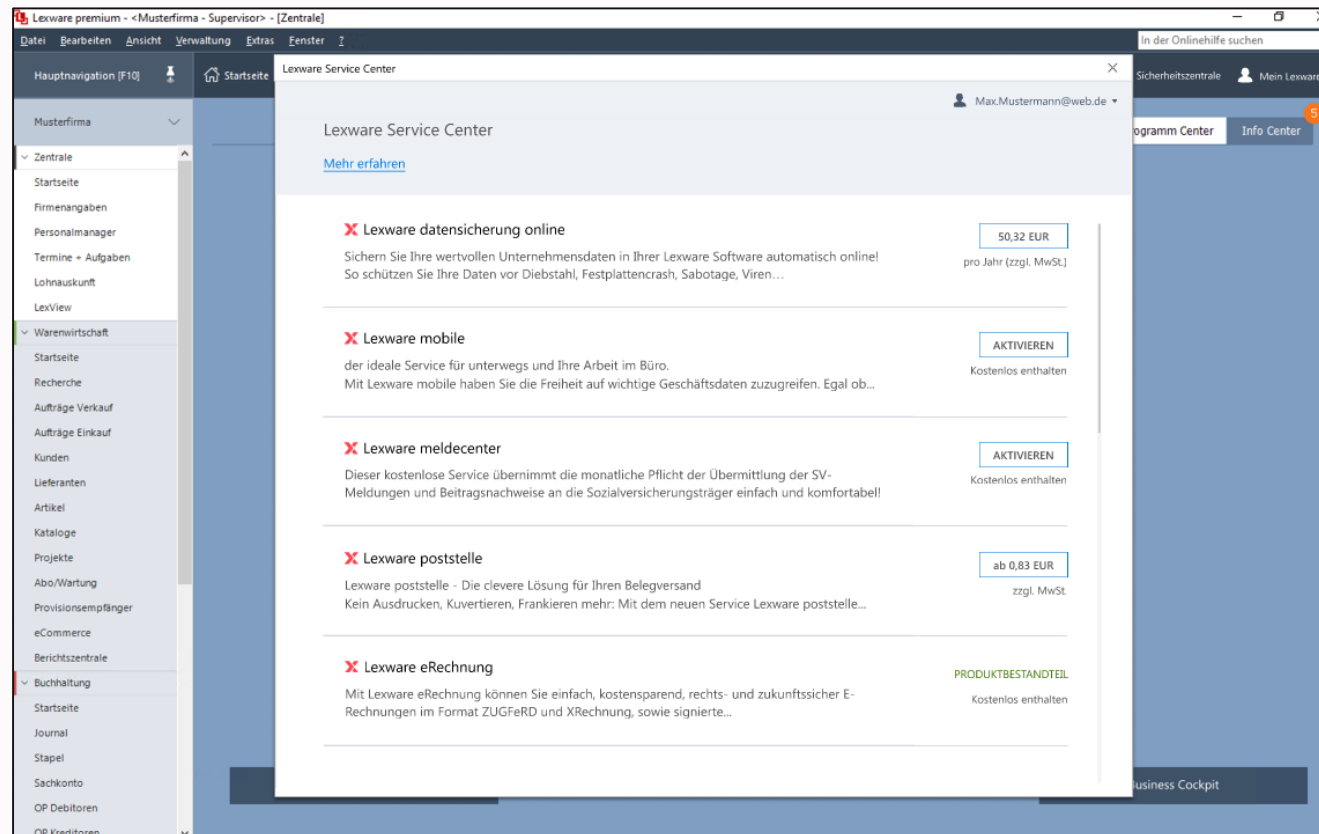 Lexware premium - <Musterfirma - Supervisor> - [Zentrale]
Datei Bearbeiten Ansicht Verwaltung Extras Fenster ?
In der Onlinehilfe suchen
Hauptnavigation [F10]
Startseite
Sicherheitszentrale
Mein Lexware
Musterfirma
Zentrale
Startseite
Firmenangaben
Personalmanager
Termine + Aufgaben
Lohnauskunft
LexView
Warenwirtschaft
Startseite
Recherche
Aufträge Verkauf
Aufträge Einkauf
Kunden
Lieferanten
Artikel
Kataloge
Projekte
Abo/Wartung
Provisionsempfänger
eCommerce
Berichtszentrale
Buchhaltung
Startseite
Journal
Stapel
Sachkonto
OP Debitoren
OP Kreditoren
Lexware Service Center
Max.Mustermann@web.de
Lexware Service Center
Mehr erfahren
Lexware datensicherung online
Sichern Sie Ihre wertvollen Unternehmensdaten in Ihrer Lexware Software automatisch online!
So schützen Sie Ihre Daten vor Diebstahl, Festplattencrash, Sabotage, Viren...
50,32 EUR
pro Jahr (zzgl. MwSt.)
Lexware mobile
der ideale Service für unterwegs und Ihre Arbeit im Büro.
Mit Lexware mobile haben Sie die Freiheit auf wichtige Geschäftsdaten zuzugreifen. Egal ob...
AKTIVIEREN
Kostenlos enthalten
Lexware meldecenter
Dieser kostenlose Service übernimmt die monatliche Pflicht der Übermittlung der SV-
Meldungen und Beitragsnachweise an die Sozialversicherungsträger einfach und komfortabel!
AKTIVIEREN
Kostenlos enthalten
Lexware poststelle
Lexware poststelle - Die clevere Lösung für Ihren Belegversand
Kein Ausdrucken, Kuvertieren, Frankieren mehr: Mit dem neuen Service Lexware poststelle...
ab 0,83 EUR
zzgl. MwSt.
Lexware eRechnung
Mit Lexware eRechnung können Sie einfach, kostensparend, rechts- und zukunftssicher E-
Rechnungen im Format ZUGFeRD und XRechnung, sowie signierte...
PRODUKTBESTANDTEIL
Kostenlos enthalten
ogramm Center
Info Center
5
usiness Cockpit